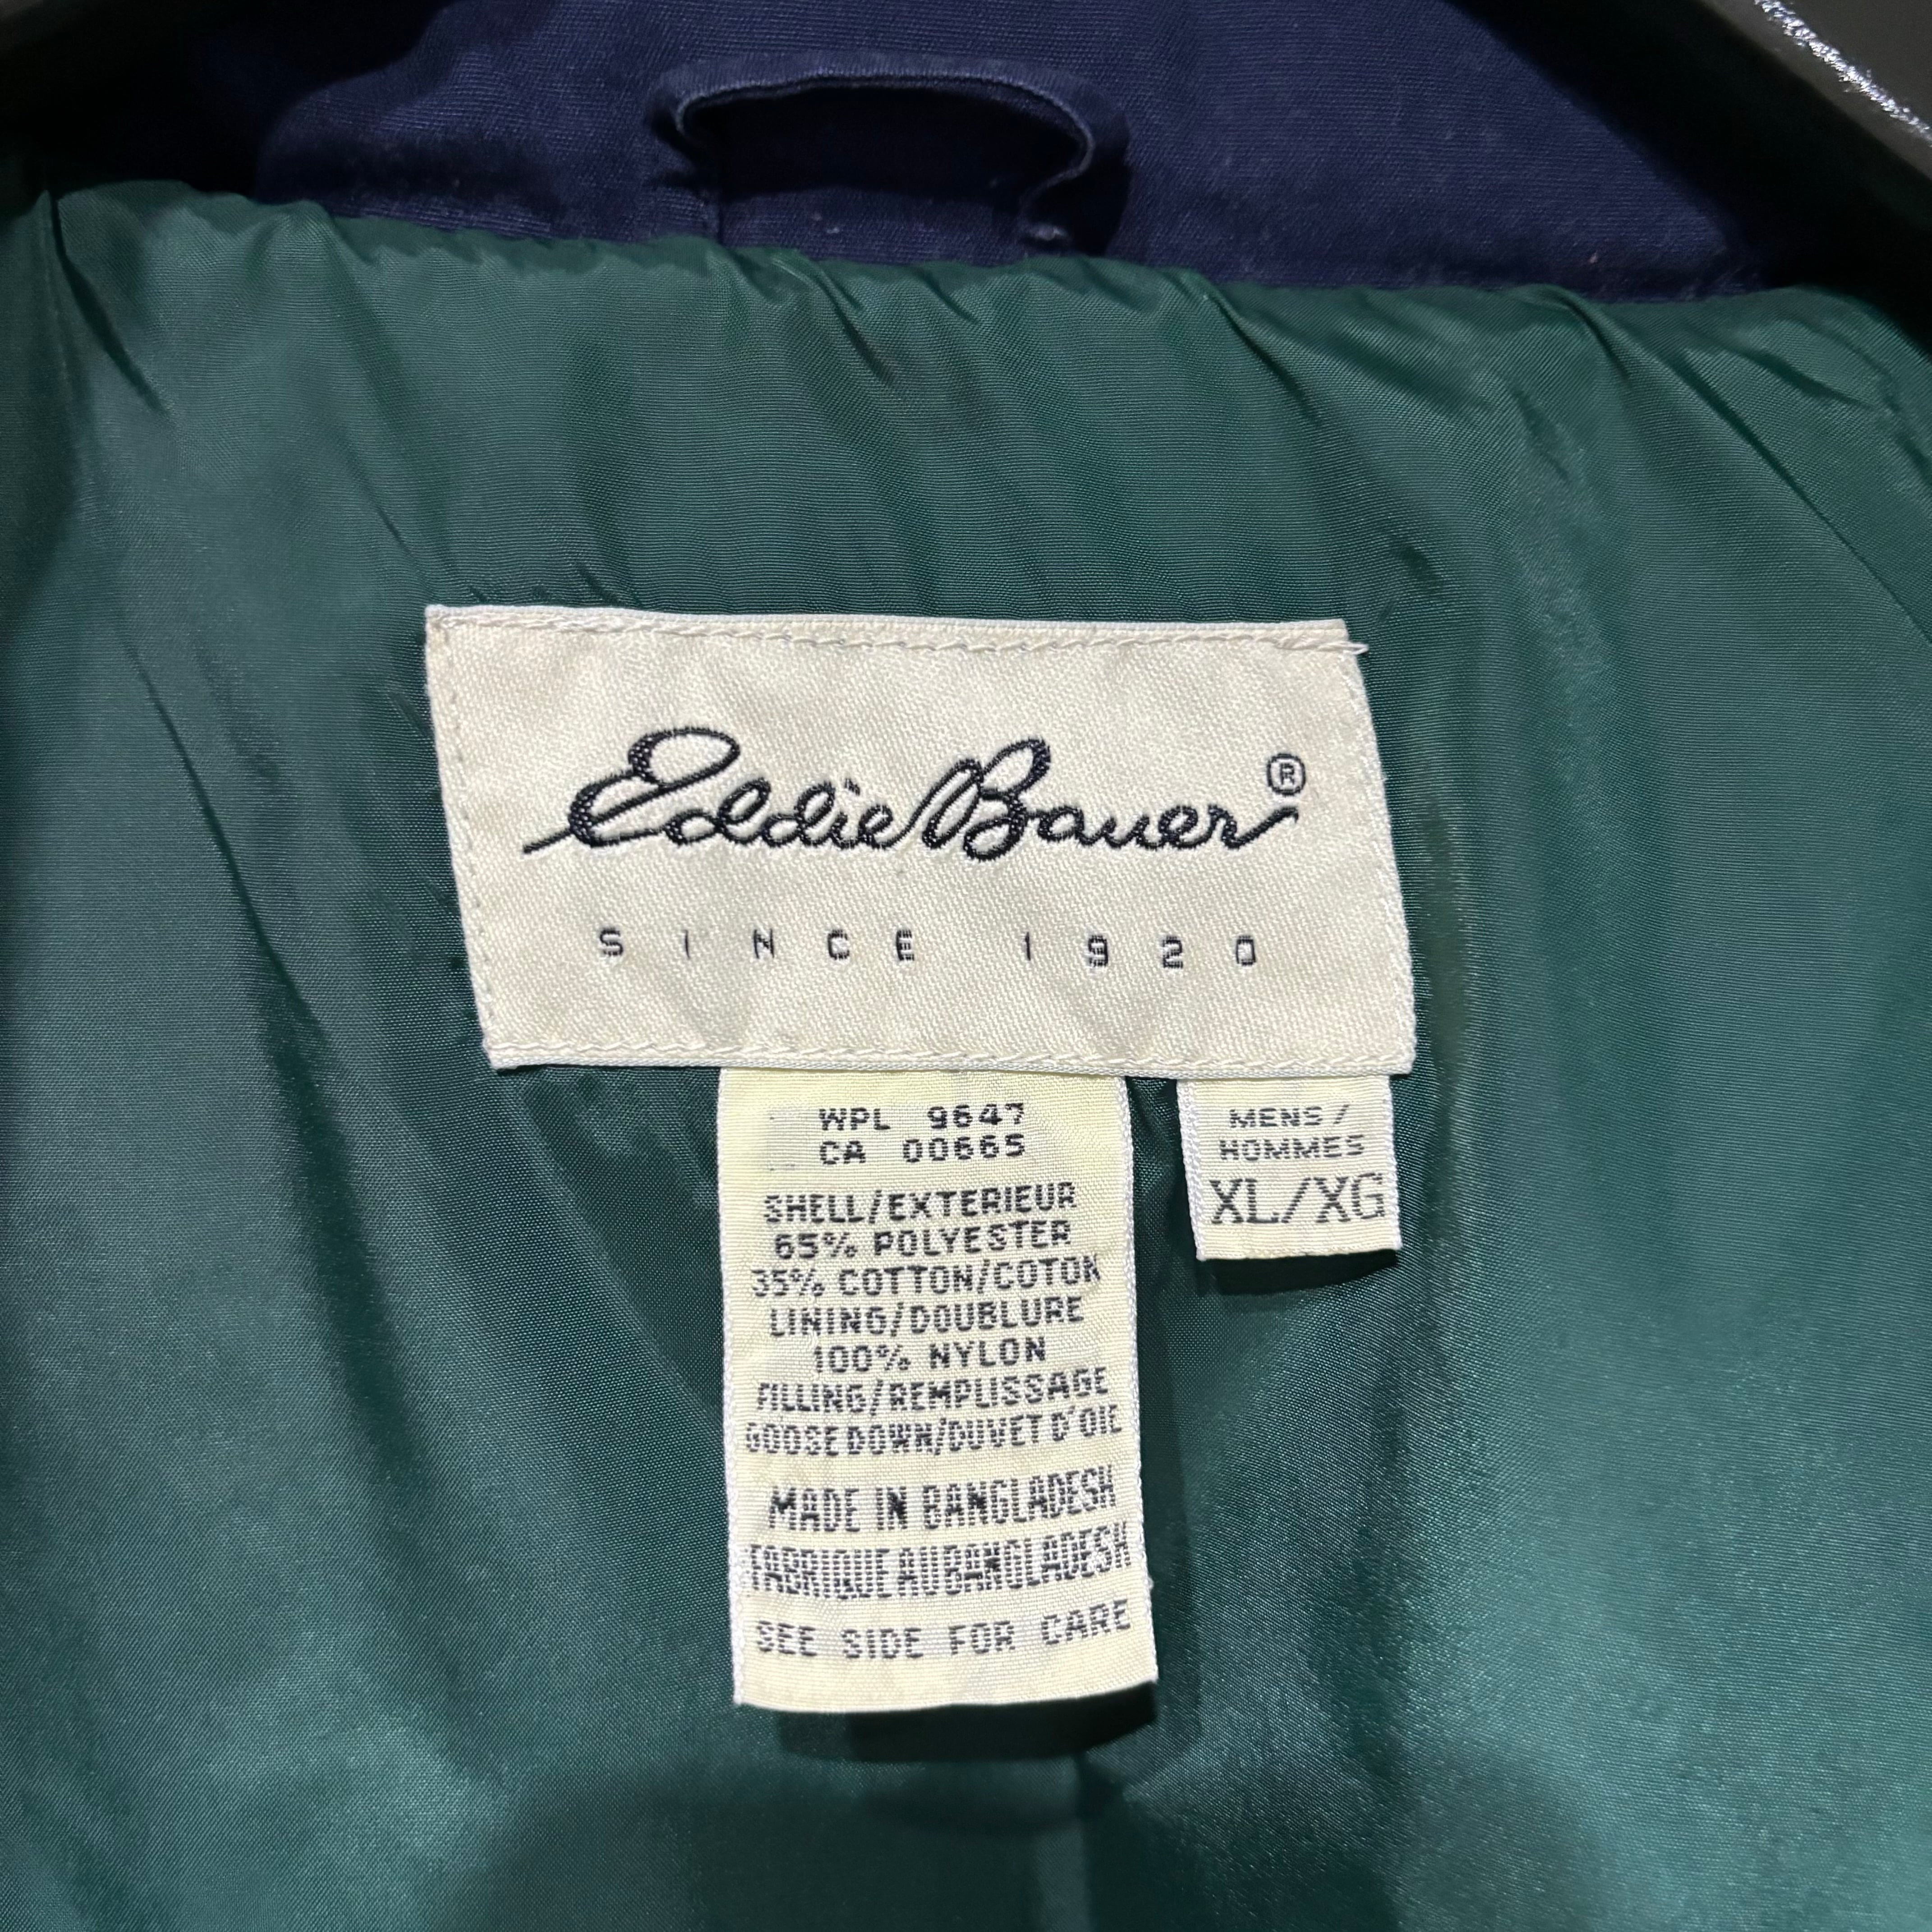 Eddie Bauer®
SINCE 1920
WPL 9647
CA 00665
SHELL/EXTERIEUR
65% POLYESTER
35% COTTON/COTON
LINING/DOUBLURE
100% NYLON
FILLING/REMPLISSAGE
GOOSE DOWN/DUVET D'OIE
MADE IN BANGLADESH
FABRIQUE AU BANGLADESH
SEE SIDE FOR CARE
MENS/
HOMMES
XL/XG